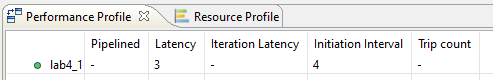 Performance Profile Resource Profile
Pipelined Latency Iteration Latency Initiation Interval Trip count
lab4_1 - 3 - 4 -